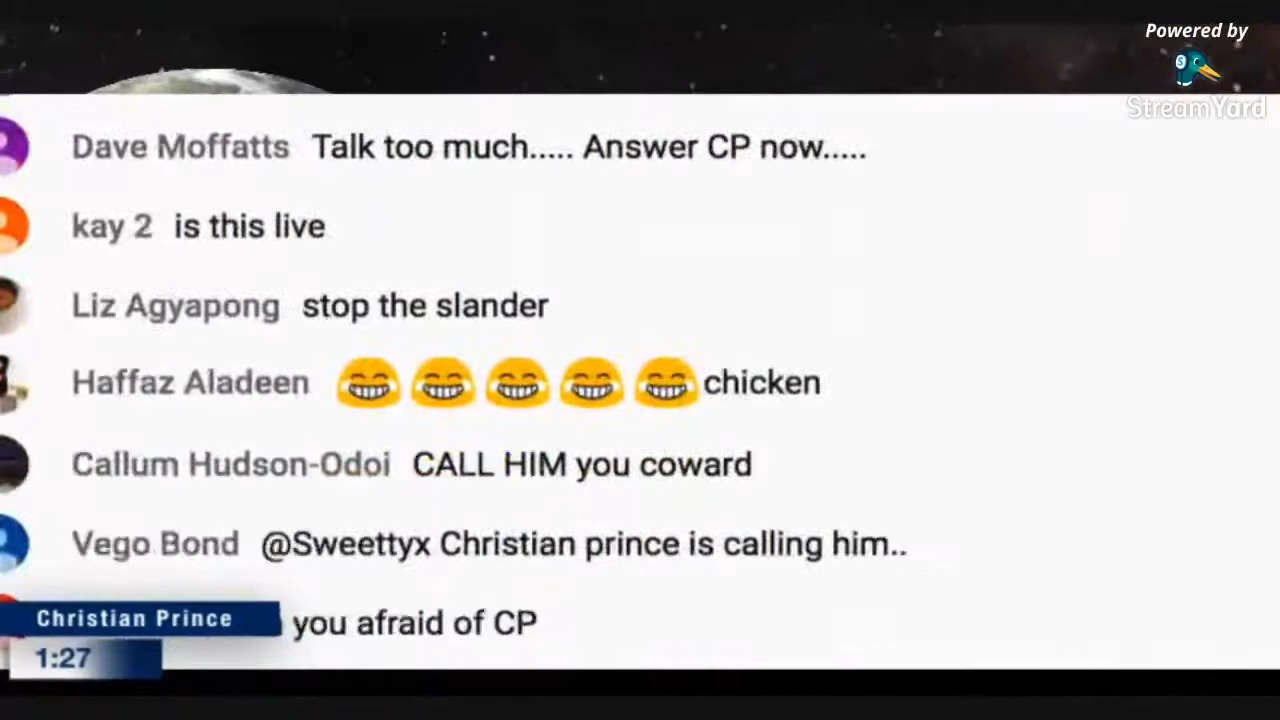 Powered by
StreamYard
Dave Moffatts Talk too much..... Answer CP now.....
kay 2 is this live
Liz Agyapong stop the slander
Haffaz Aladeen 😂😂😂😂😂 chicken
Callum Hudson-Odoi CALL HIM you coward
Vego Bond @Sweettyx Christian prince is calling him..
you afraid of CP
Christian Prince
1:27